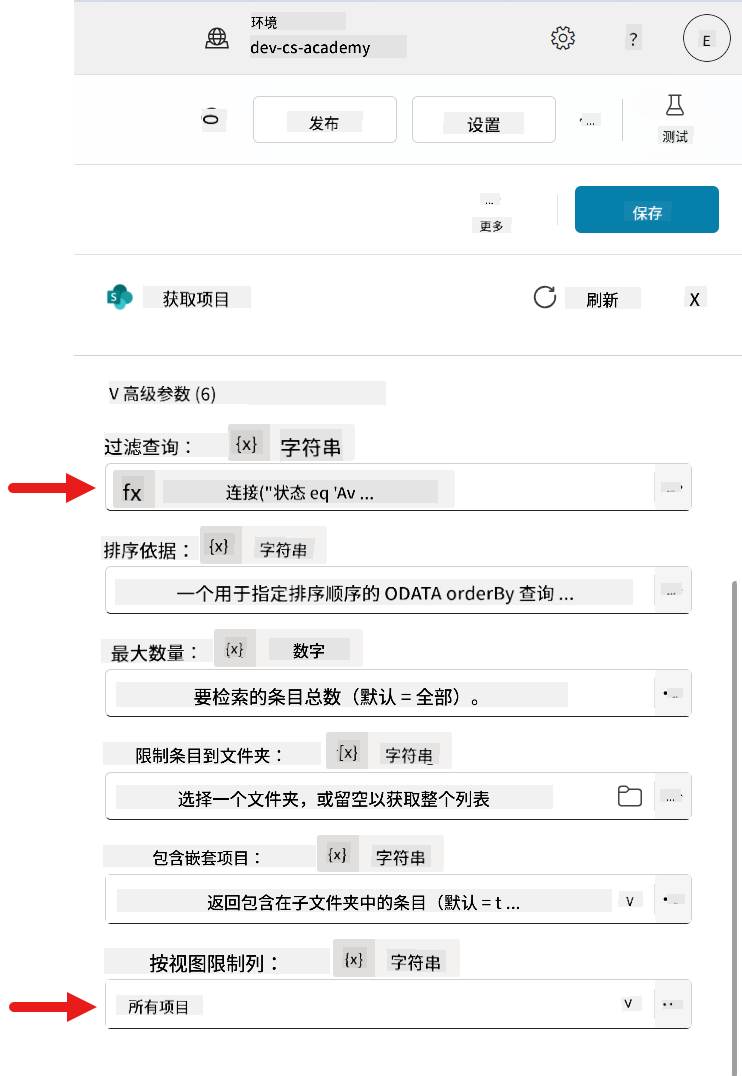 环境
dev-cs-academy
?
E
发布
设置
...
测试
...
更多
保存
获取项目
刷新
X
V 高级参数 (6)
过滤查询： {x} 字符串
fx 连接("状态 eq 'Av ...
...
排序依据： {x} 字符串
一个用于指定排序顺序的 ODATA orderBy 查询 ...
...
最大数量： {x} 数字
要检索的条目总数（默认 = 全部）。
限制条目到文件夹： {x} 字符串
选择一个文件夹，或留空以获取整个列表
...
包含嵌套项目： {x} 字符串
返回包含在子文件夹中的条目（默认 = t ... v
按视图限制列： {x} 字符串
所有项目 v